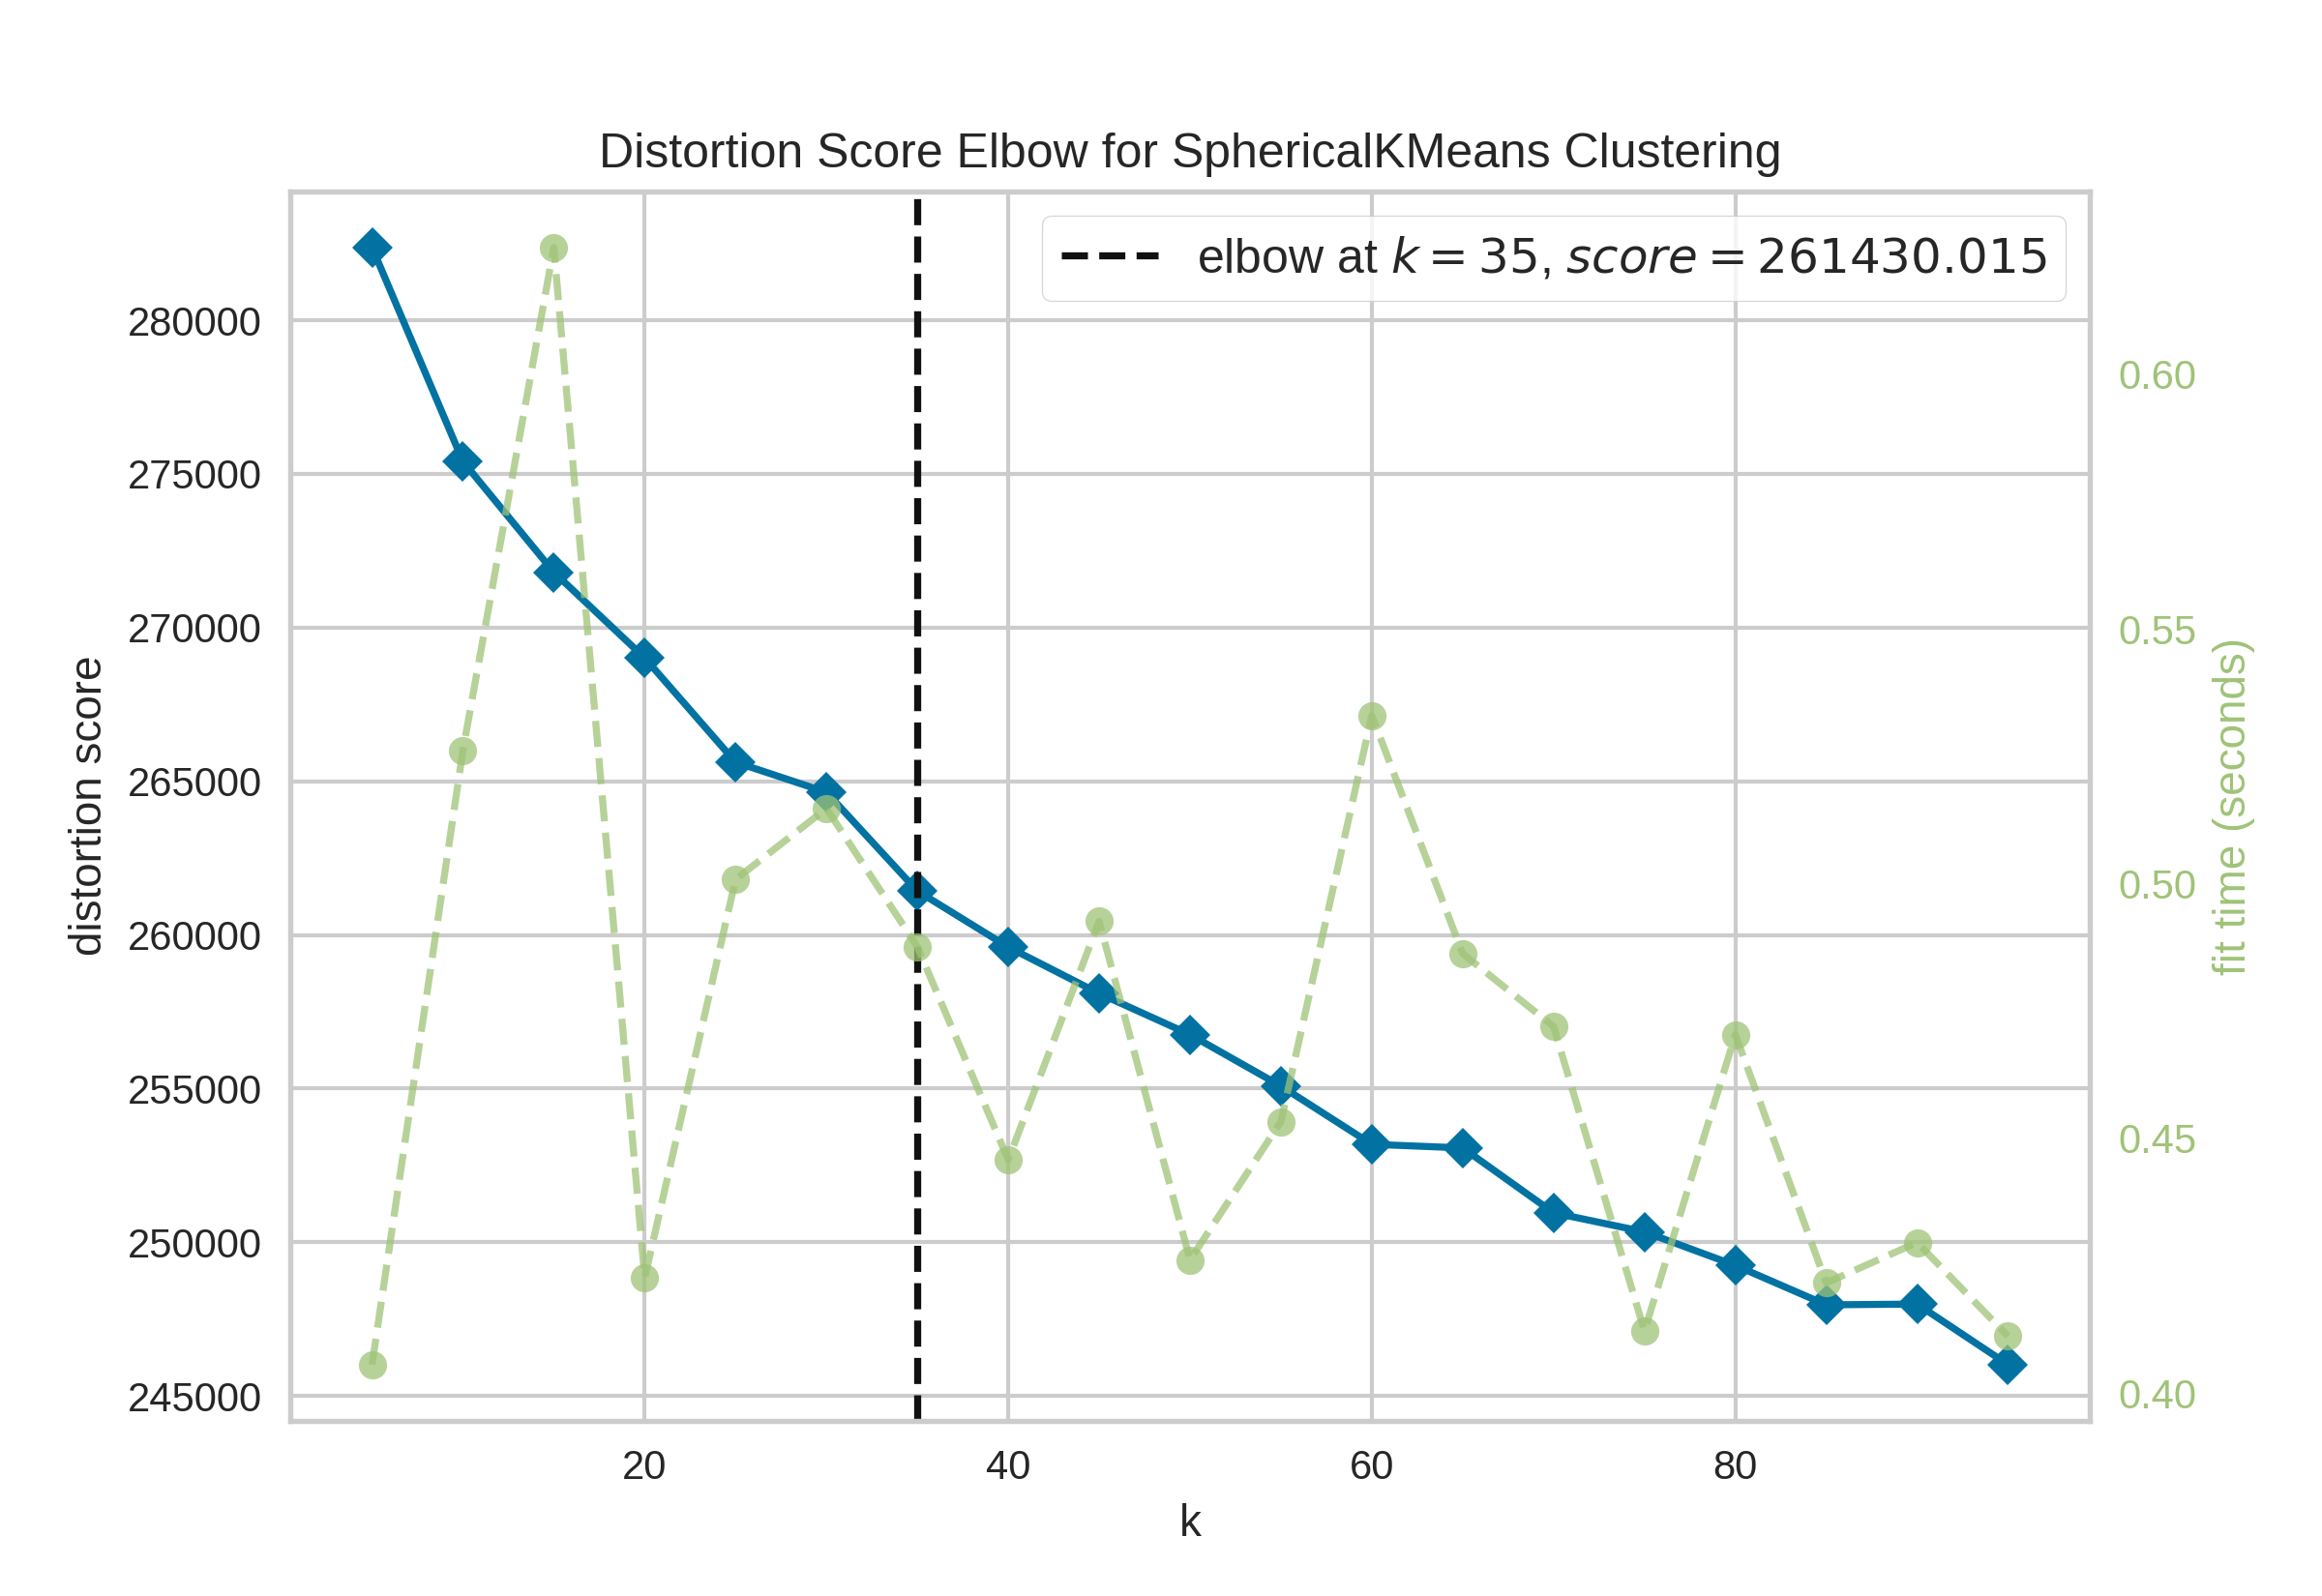 Distortion Score Elbow for SphericalKMeans Clustering
elbow at k = 35, score = 261430.015
280000
275000
270000
265000
260000
255000
250000
245000
distortion score
0.60
0.55
0.50
0.45
0.40
fit time (seconds)
20 40 60 80
k